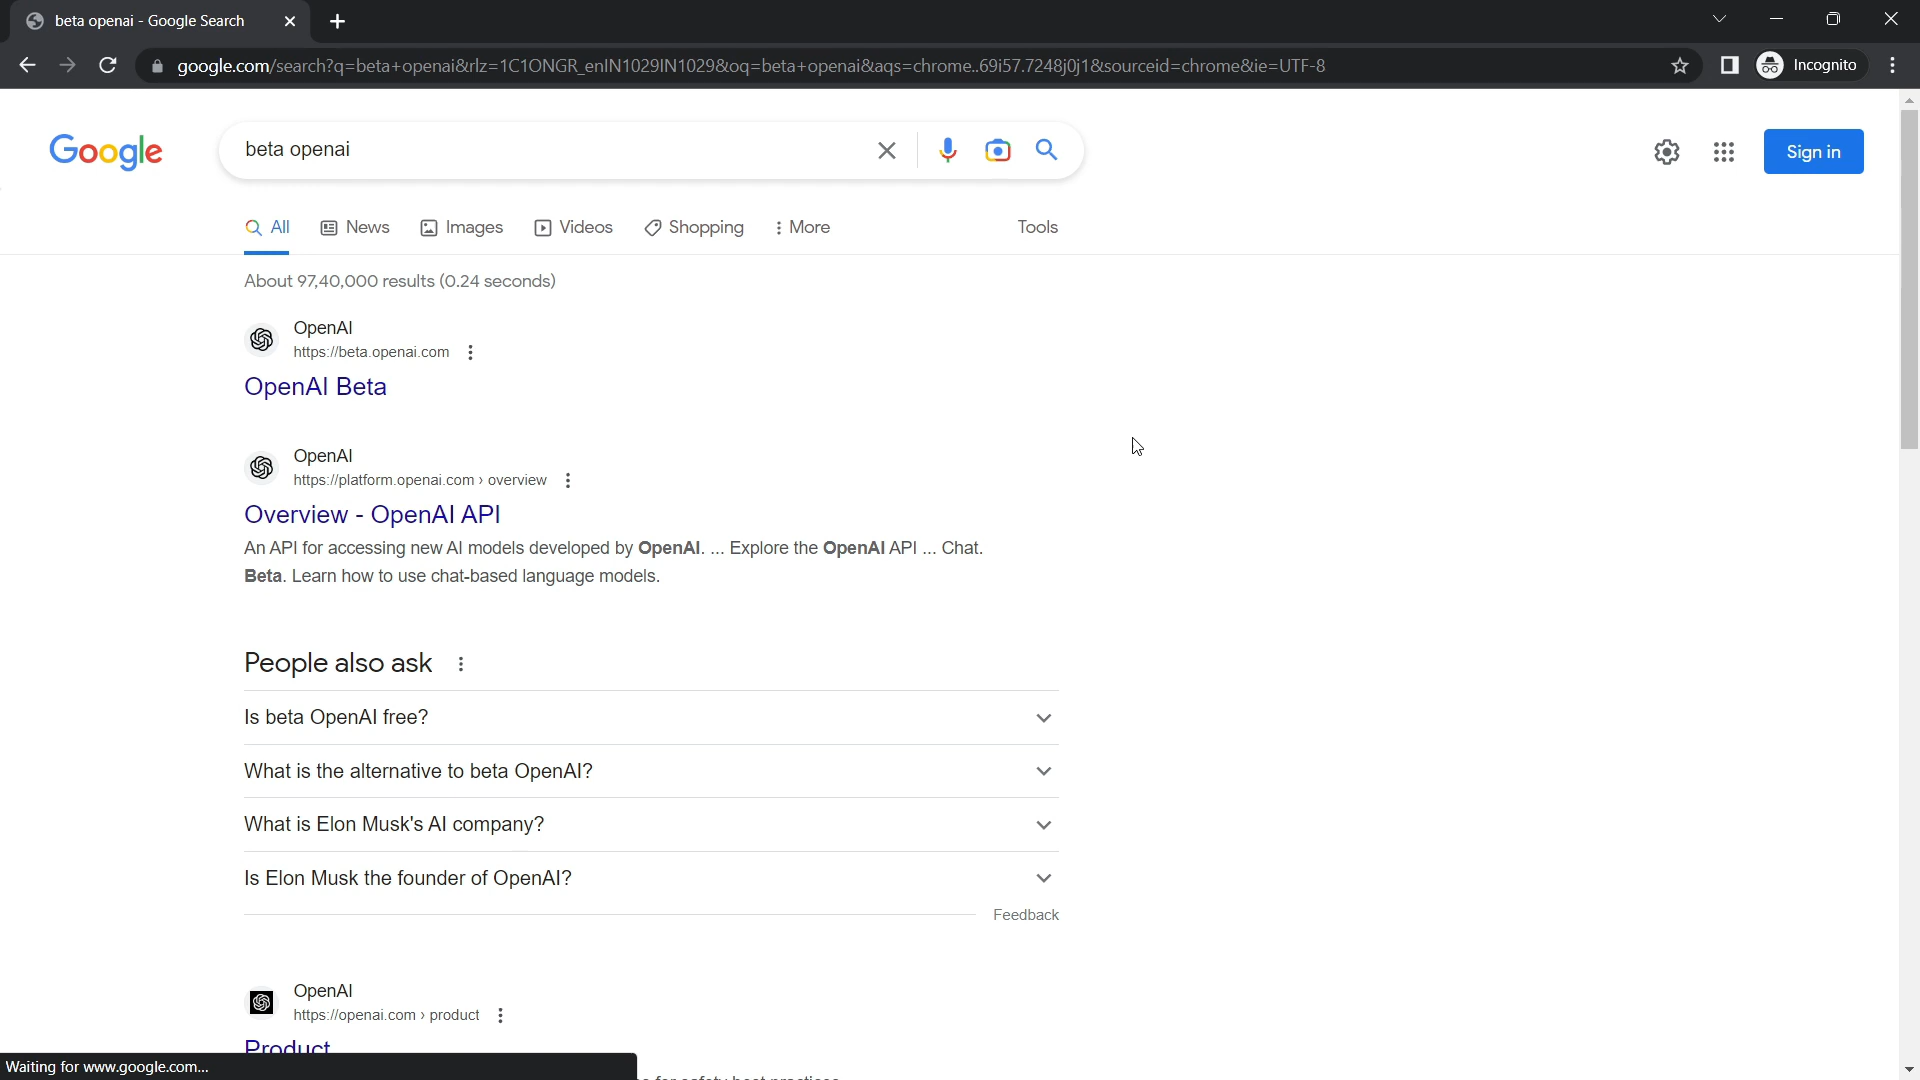 beta openai - Google Search
google.com/search?q=beta+openai&rlz=1C1ONGR_enIN1029IN1029&oq=beta+openai&aqs=chrome..69i57.7248j0j1&sourceid=chrome&ie=UTF-8
Incognito
Google
beta openai
Sign in
All
News
Images
Videos
Shopping
More
Tools
About 97,40,000 results (0.24 seconds)
OpenAI
https://beta.openai.com
OpenAI Beta
OpenAI
https://platform.openai.com › overview
Overview - OpenAI API
An API for accessing new AI models developed by OpenAI. ... Explore the OpenAI API ... Chat.
Beta. Learn how to use chat-based language models.
People also ask
Is beta OpenAI free?
What is the alternative to beta OpenAI?
What is Elon Musk's AI company?
Is Elon Musk the founder of OpenAI?
Feedback
OpenAI
https://openai.com › product
Product
Waiting for www.google.com...
for safety best practices